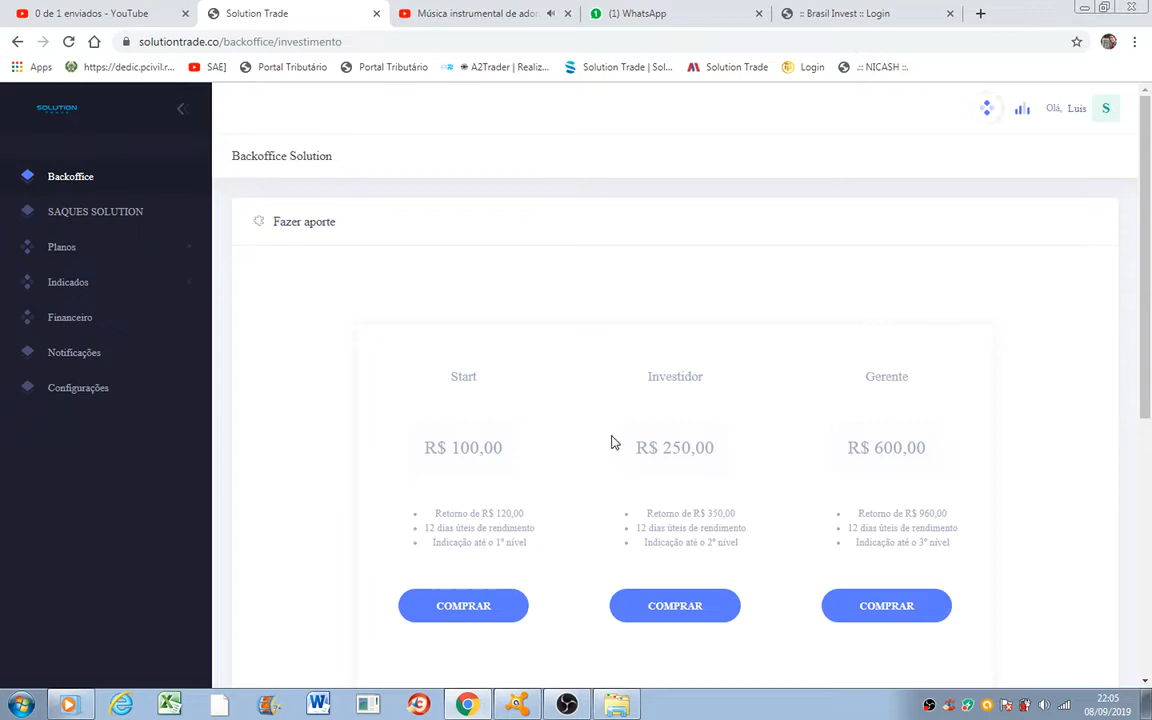 0 de 1 enviados - YouTube
Solution Trade
Música instrumental de ado
(1) WhatsApp
:: Brasil Invest :: Login
solutiontrade.co/backoffice/investimento
Apps
https://dedic.pcivil.r...
SAE]
Portal Tributário
Portal Tributário
A2Trader | Realiz...
Solution Trade | Sol...
Solution Trade
Login
.:: NICASH ::.
SOLUTION
Olá, Luis
S
Backoffice Solution
Backoffice
SAQUES SOLUTION
Planos
Indicados
Financeiro
Notificações
Configurações
Fazer aporte
Start
Investidor
Gerente
R$ 100,00
R$ 250,00
R$ 600,00
Retorno de R$ 120,00
12 dias úteis de rendimento
Indicação até o 1º nível
Retorno de R$ 350,00
12 dias úteis de rendimento
Indicação até o 2º nível
Retorno de R$ 960,00
12 dias úteis de rendimento
Indicação até o 3º nível
COMPRAR
COMPRAR
COMPRAR
22:05
08/09/2019